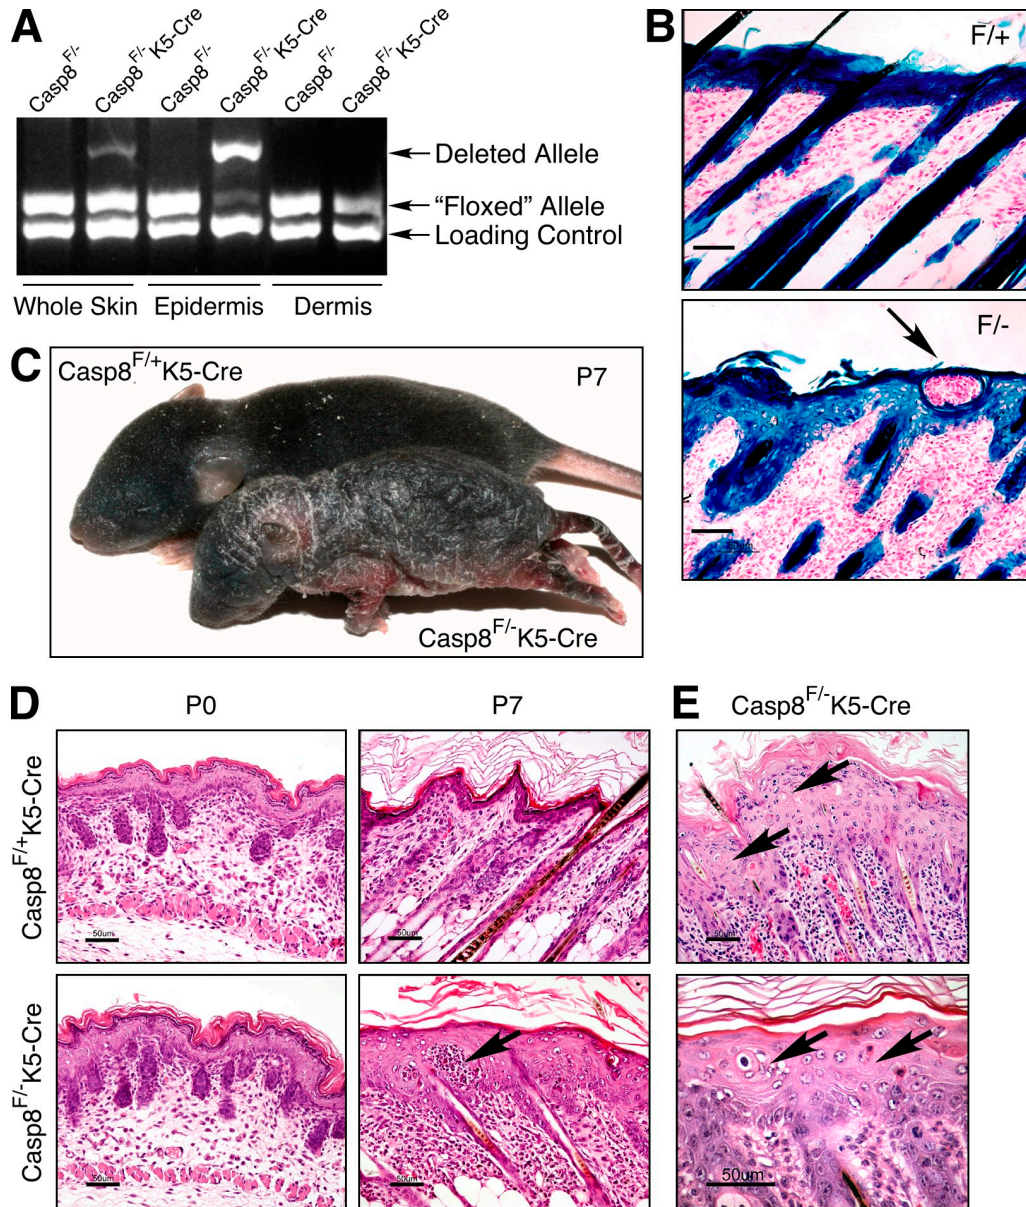 A
Casp8F/-
Casp8F/-K5-Cre
Casp8F/-
Casp8F/-K5-Cre
Casp8F/-
Casp8F/-K5-Cre
Deleted Allele
“Floxed” Allele
Loading Control
Whole Skin
Epidermis
Dermis
B
F/+
F/-
C
Casp8F/+K5-Cre
P7
Casp8F/-K5-Cre
D
P0
P7
Casp8F/+K5-Cre
50um
50um
Casp8F/-K5-Cre
50um
50um
E
Casp8F/-K5-Cre
50um
50um